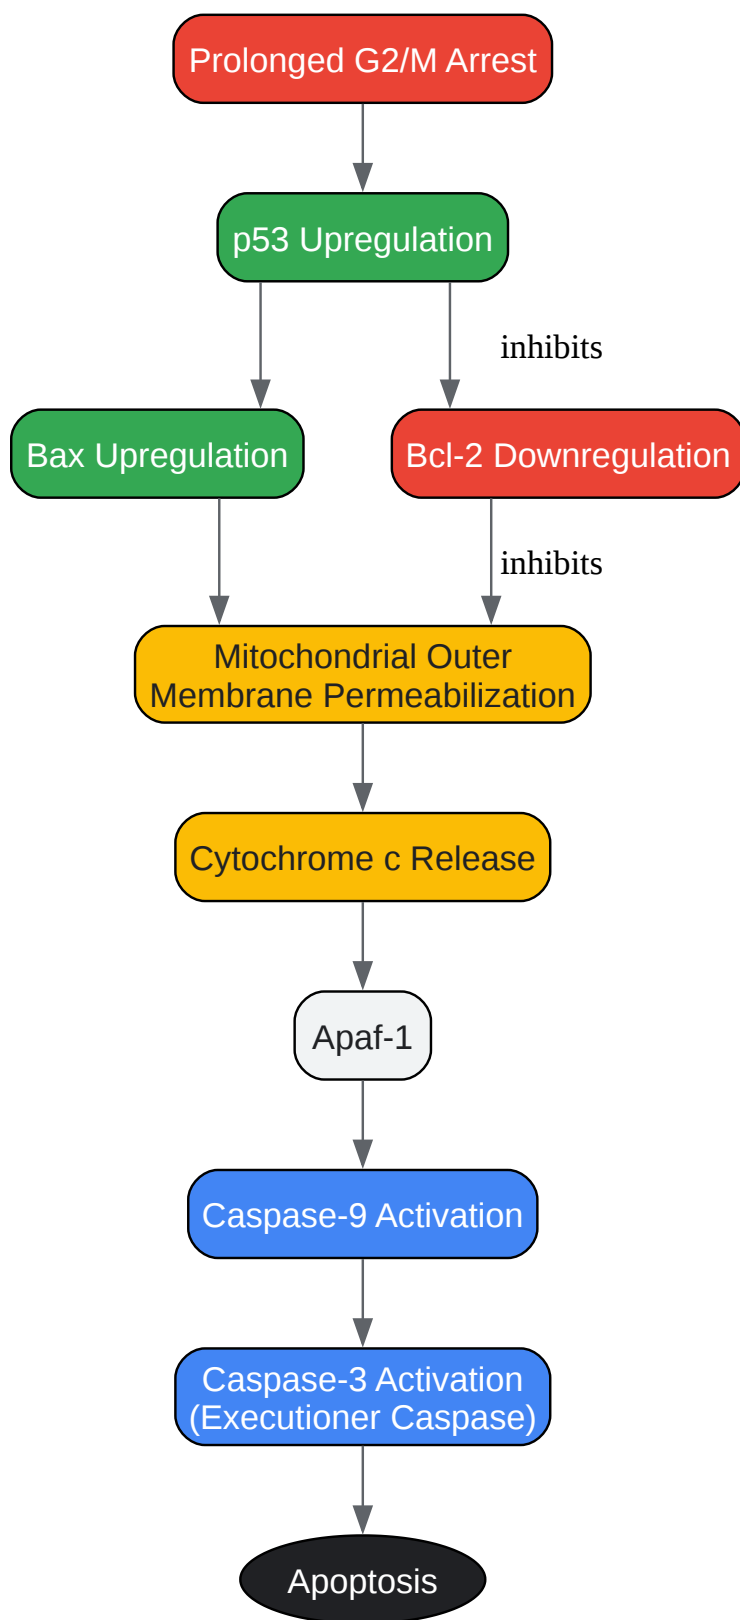 Prolonged G2/M Arrest
p53 Upregulation
inhibits
Bax Upregulation
Bcl-2 Downregulation
inhibits
Mitochondrial Outer
Membrane Permeabilization
Cytochrome c Release
Apaf-1
Caspase-9 Activation
Caspase-3 Activation
(Executioner Caspase)
Apoptosis